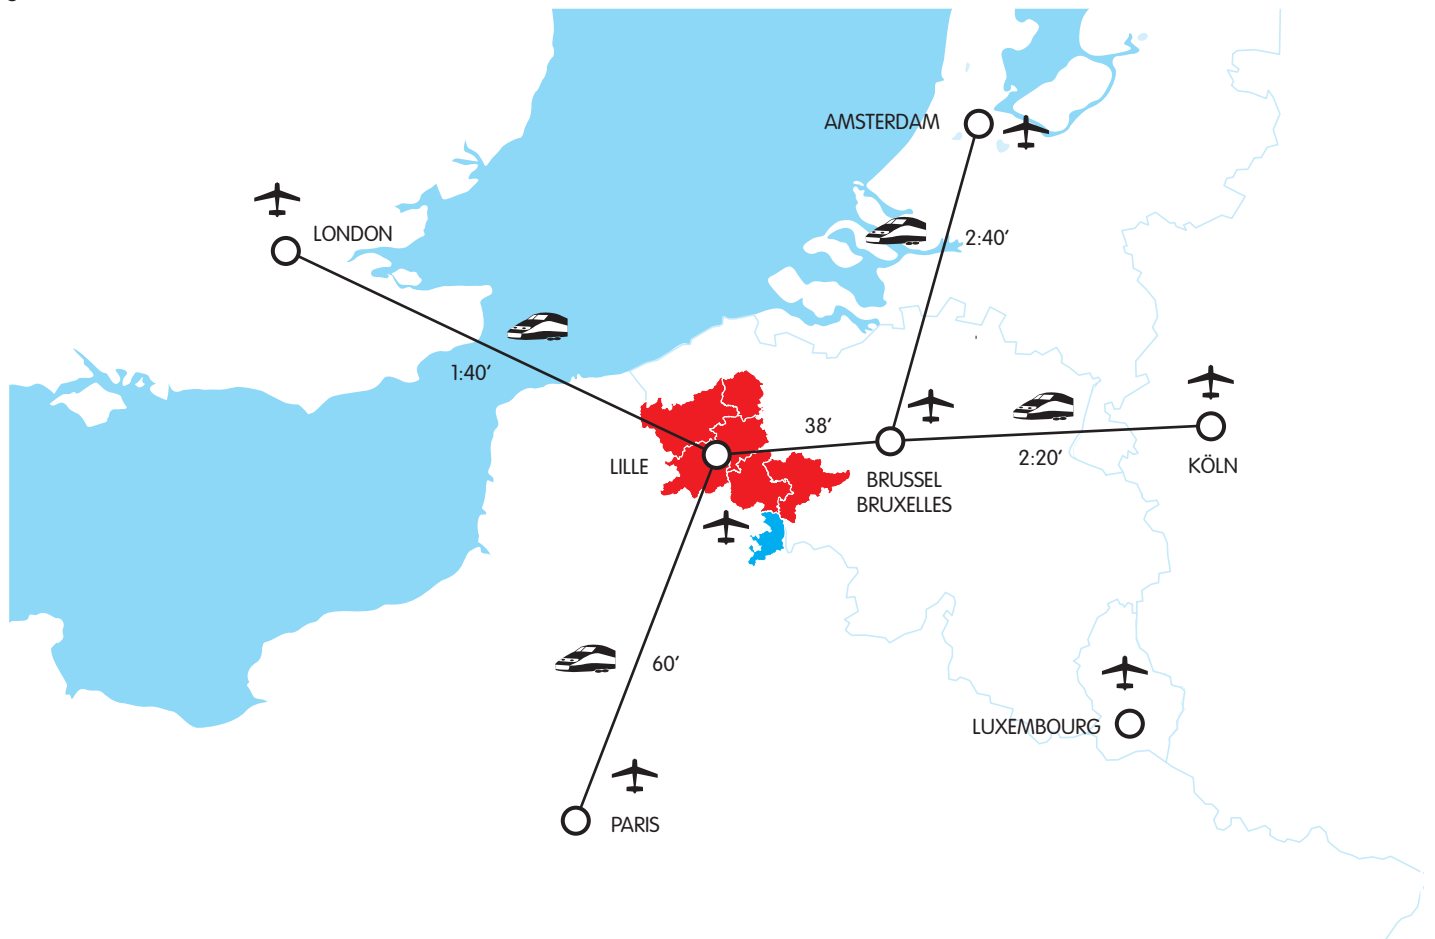 AMSTERDAM
LONDON
2:40′
1:40′
38′
LILLE
2:20′
KÖLN
BRUSSEL
BRUXELLES
60′
LUXEMBOURG
PARIS